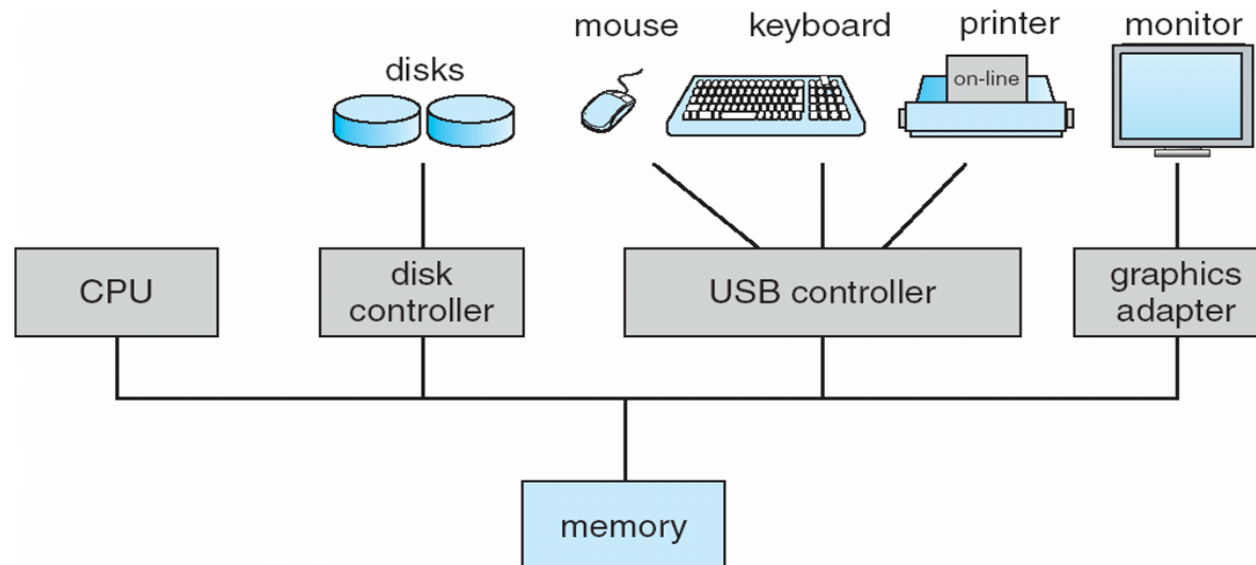 mouse
keyboard
printer
monitor
disks
on-line
CPU
disk
controller
USB controller
graphics
adapter
memory